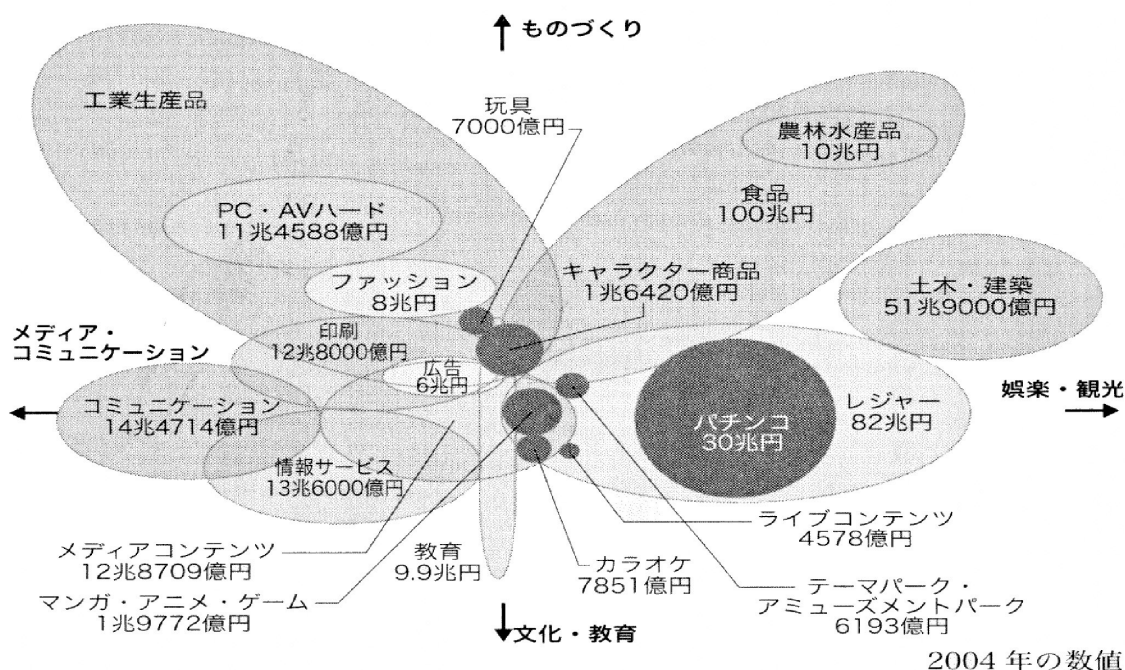 ものづくり
工業生産品
玩具
7000億円
農林水産品
10兆円
食品
100兆円
PC・AVハード
11兆4588億円
ファッション
8兆円
キャラクター商品
1兆6420億円
土木・建築
51兆9000億円
メディア・
コミュニケーション
印刷
12兆8000億円
広告
6兆円
娯楽・観光
コミュニケーション
14兆4714億円
パチンコ
30兆円
レジャー
82兆円
情報サービス
13兆6000億円
ライブコンテンツ
4578億円
メディアコンテンツ
12兆8709億円
教育
9.9兆円
カラオケ
7851億円
テーマパーク・
アミューズメントパーク
6193億円
マンガ・アニメ・ゲーム
1兆9772億円
文化・教育
2004年の数値